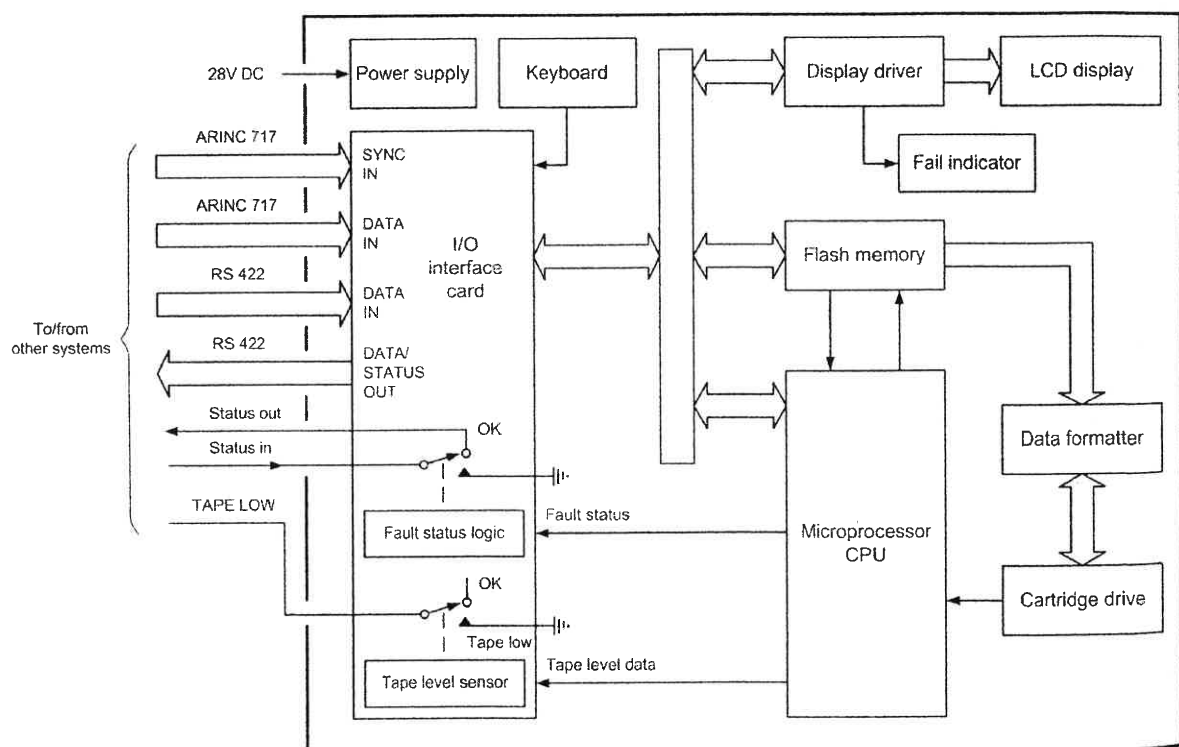 28V DC
Power supply
Keyboard
Display driver
LCD display
Fail indicator
ARINC 717
SYNC
IN
ARINC 717
DATA
IN
I/O
interface
card
RS 422
DATA
IN
Flash memory
To/from
other systems
RS 422
DATA/
STATUS
OUT
Status out
OK
Status in
Data formatter
TAPE LOW
Fault status logic
Fault status
Microprocessor
CPU
OK
Cartridge drive
Tape low
Tape level sensor
Tape level data